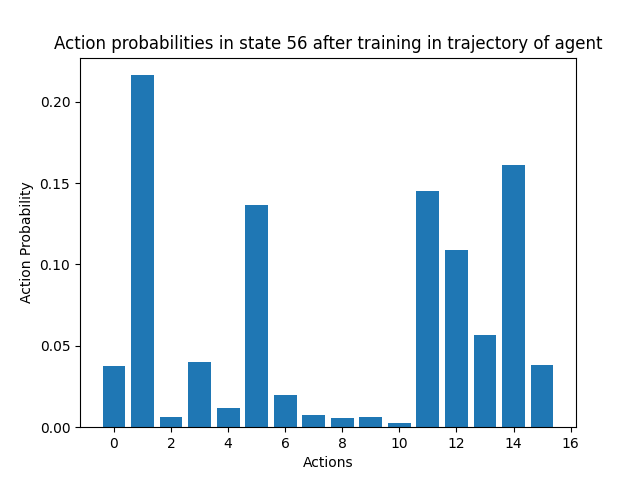 Action probabilities in state 56 after training in trajectory of agent
Action Probability
0.20
0.15
0.10
0.05
0.00
0 2 4 6 8 10 12 14 16
Actions